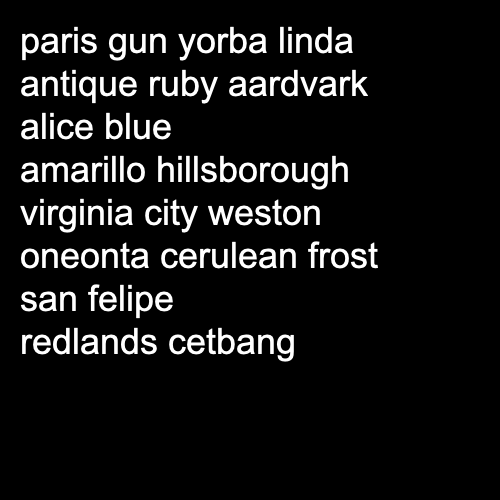 paris gun yorba linda
antique ruby aardvark
alice blue
amarillo hillsborough
virginia city weston
oneonta cerulean frost
san felipe
redlands cetbang